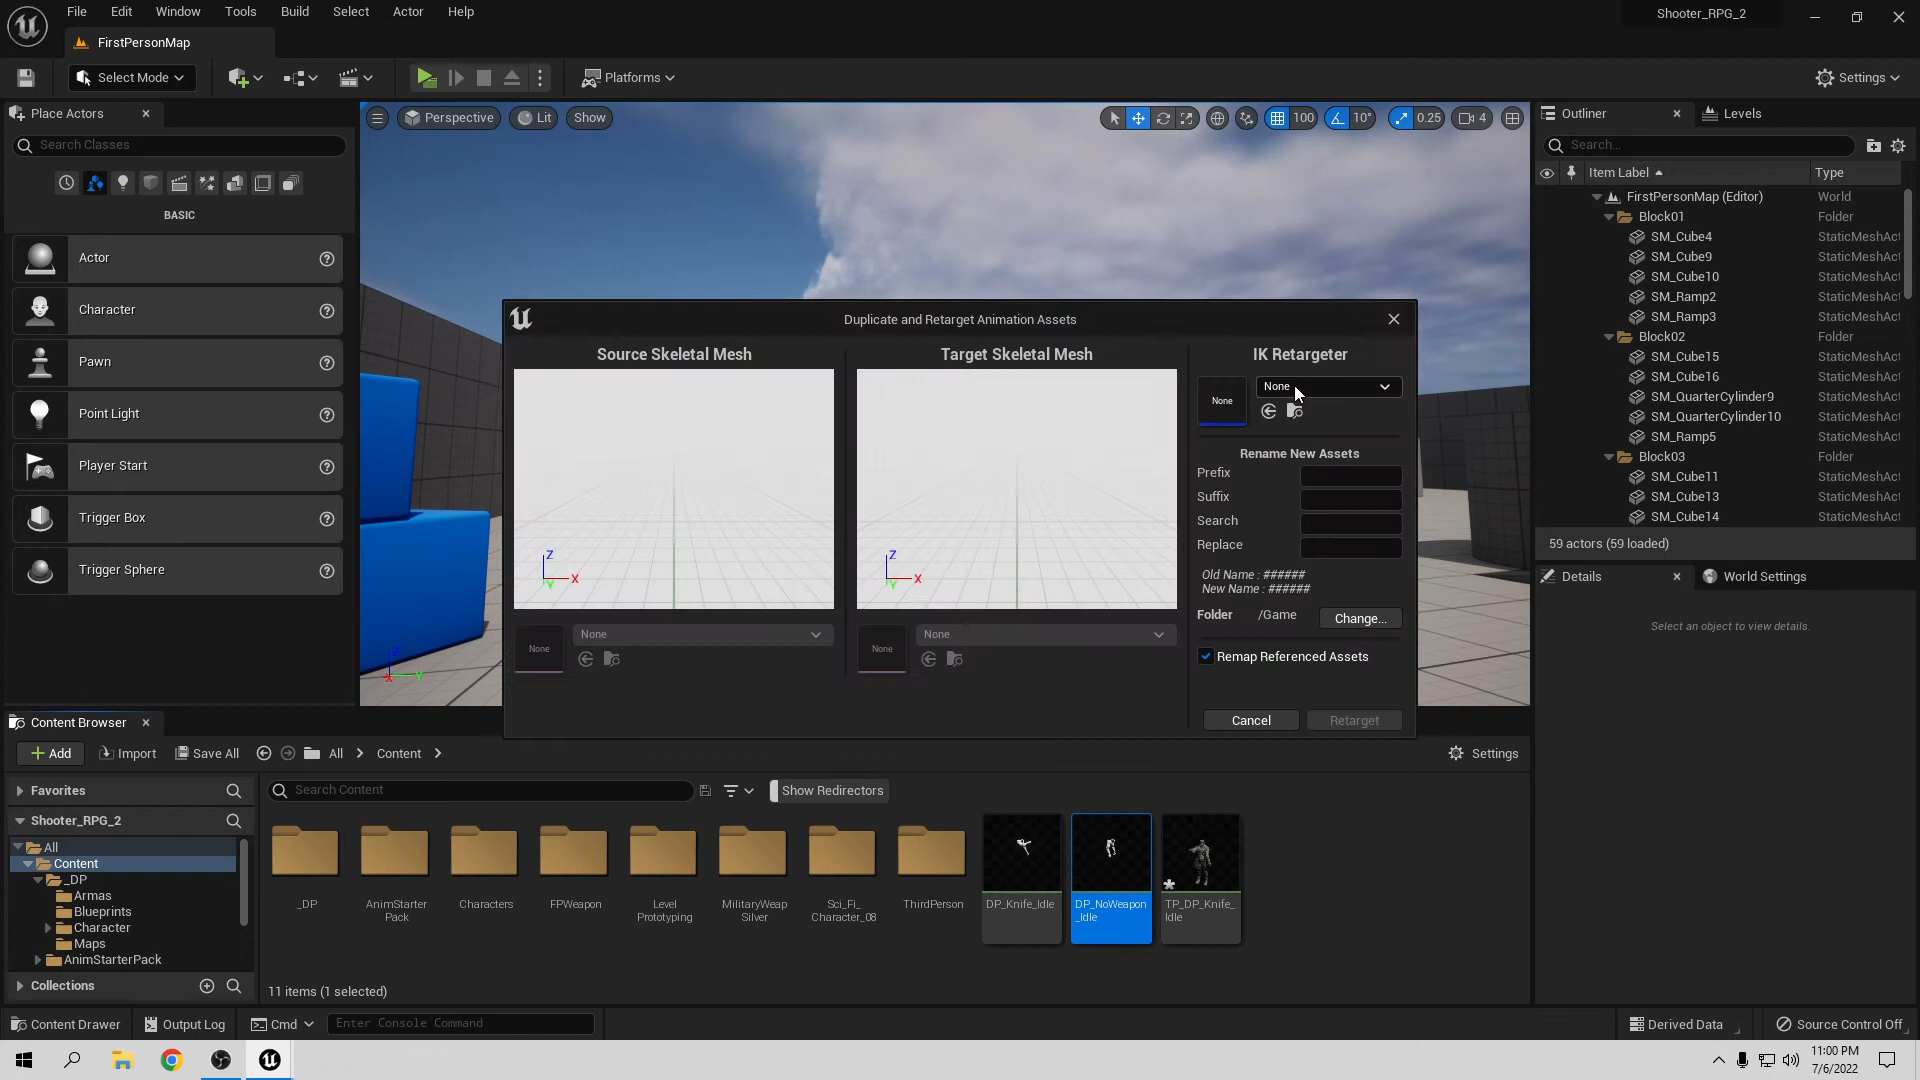 File Edit Window Tools Build Select Actor Help
Shooter_RPG_2
FirstPersonMap
Select Mode
Platforms
Settings
Place Actors
Search Classes
BASIC
Actor
Character
Pawn
Point Light
Player Start
Trigger Box
Trigger Sphere
Perspective Lit Show
100 10° 0.25 4
Z
X
Y
Duplicate and Retarget Animation Assets
Source Skeletal Mesh
Z
X
Y
None
None
Target Skeletal Mesh
Z
X
Y
None
None
IK Retargeter
None
None
Rename New Assets
Prefix
Suffix
Search
Replace
Old Name : ######
New Name : ######
Folder /Game Change...
Remap Referenced Assets
Cancel Retarget
Outliner Levels
Search...
Item Label Type
FirstPersonMap (Editor) World
Block01 Folder
SM_Cube4 StaticMeshAct
SM_Cube9 StaticMeshAct
SM_Cube10 StaticMeshAct
SM_Ramp2 StaticMeshAct
SM_Ramp3 StaticMeshAct
Block02 Folder
SM_Cube15 StaticMeshAct
SM_Cube16 StaticMeshAct
SM_QuarterCylinder9 StaticMeshAct
SM_QuarterCylinder10 StaticMeshAct
SM_Ramp5 StaticMeshAct
Block03 Folder
SM_Cube11 StaticMeshAct
SM_Cube13 StaticMeshAct
SM_Cube14 StaticMeshAct
59 actors (59 loaded)
Details World Settings
Select an object to view details.
Content Browser
Add Import Save All All Content
Settings
Favorites
Shooter_RPG_2
All
Content
_DP
Armas
Blueprints
Character
Maps
AnimStarterPack
Collections
Search Content
Show Redirectors
_DP
AnimStarter
Pack
Characters
FPWeapon
Level
Prototyping
MilitaryWeap
Silver
Sci_Fi_
Character_08
ThirdPerson
DP_Knife_Idle
DP_NoWeapon
_Idle
TP_DP_Knife_
Idle
11 items (1 selected)
Content Drawer Output Log Cmd Enter Console Command
Derived Data Source Control Off
11:00 PM
7/6/2022